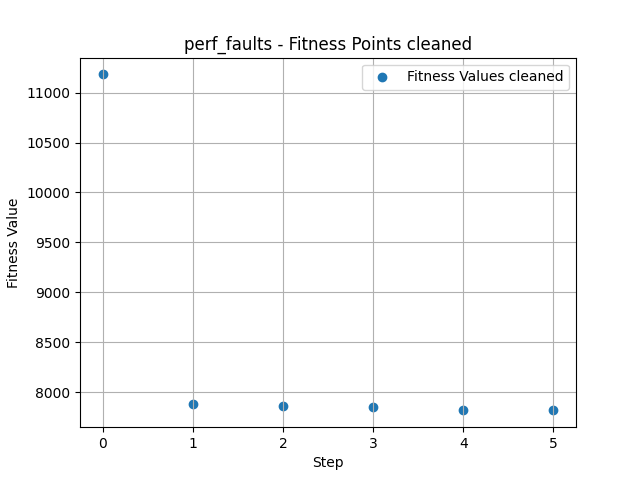 perf_faults - Fitness Points cleaned
Fitness Values cleaned
Fitness Value
11000
10500
10000
9500
9000
8500
8000
0 1 2 3 4 5
Step